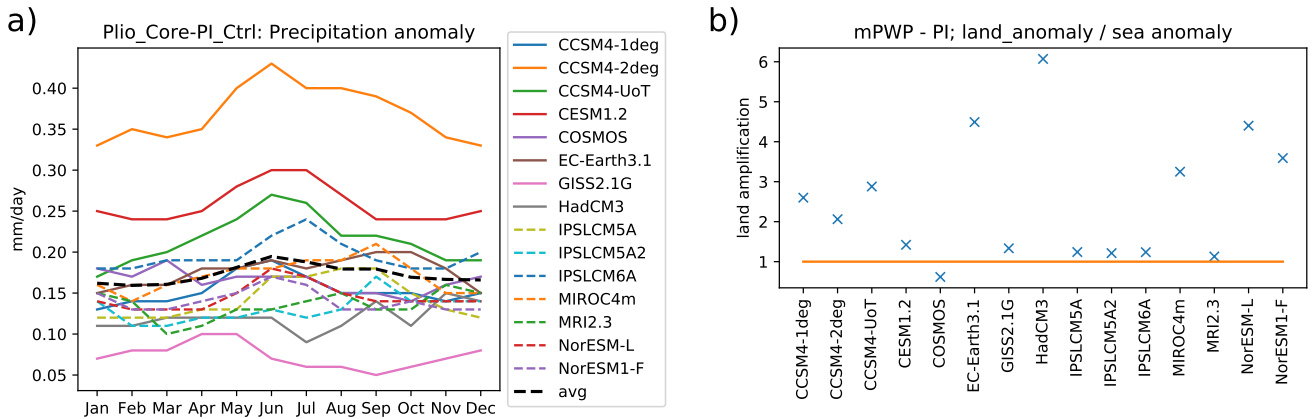 a)
Plio_Core-PI_Ctrl: Precipitation anomaly
mm/day
0.40
0.35
0.30
0.25
0.20
0.15
0.10
0.05
Jan Feb Mar Apr May Jun Jul Aug Sep Oct Nov Dec
CCSM4-1deg
CCSM4-2deg
CCSM4-UoT
CESM1.2
COSMOS
EC-Earth3.1
GISS2.1G
HadCM3
IPSLCM5A
IPSLCM5A2
IPSLCM6A
MIROC4m
MRI2.3
NorESM-L
NorESM1-F
avg
b)
mPWP - PI; land_anomaly / sea anomaly
land amplification
6
5
4
3
2
1
CCSM4-1deg
CCSM4-2deg
CCSM4-UoT
CESM1.2
COSMOS
EC-Earth3.1
GISS2.1G
HadCM3
IPSLCM5A
IPSLCM5A2
IPSLCM6A
MIROC4m
MRI2.3
NorESM-L
NorESM1-F